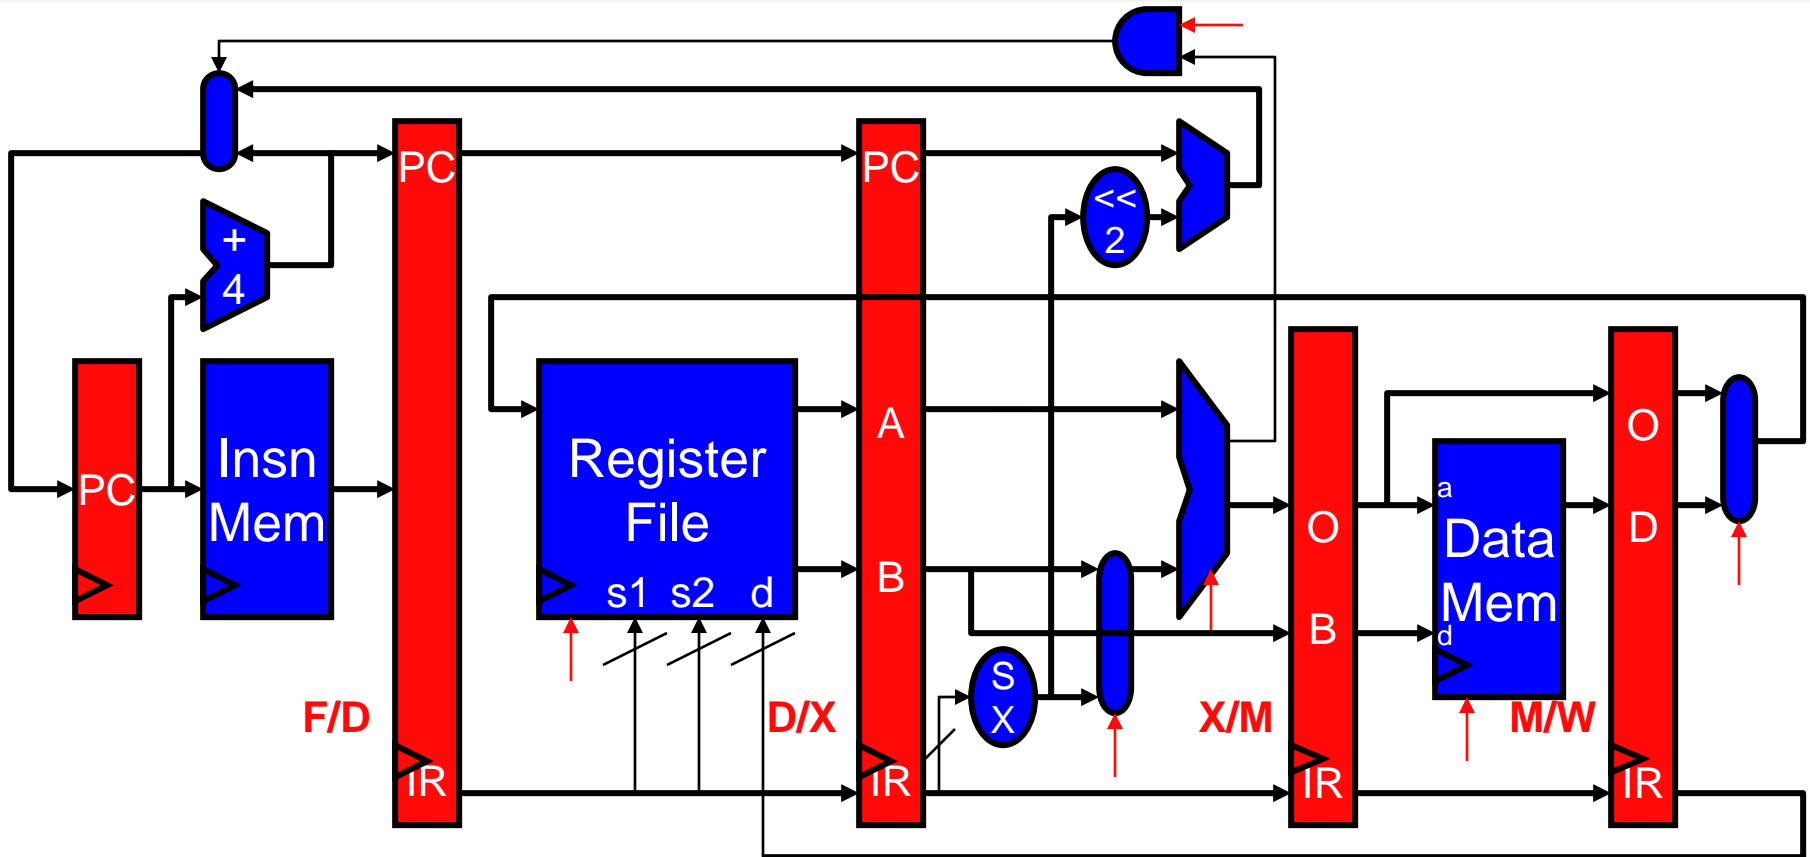 PC
PC
<<
2
+
4
PC
Insn
Mem
Register
File
s1 s2 d
A
B
O
B
a
Data
Mem
d
O
D
S
X
F/D
D/X
X/M
M/W
IR
IR
IR
IR